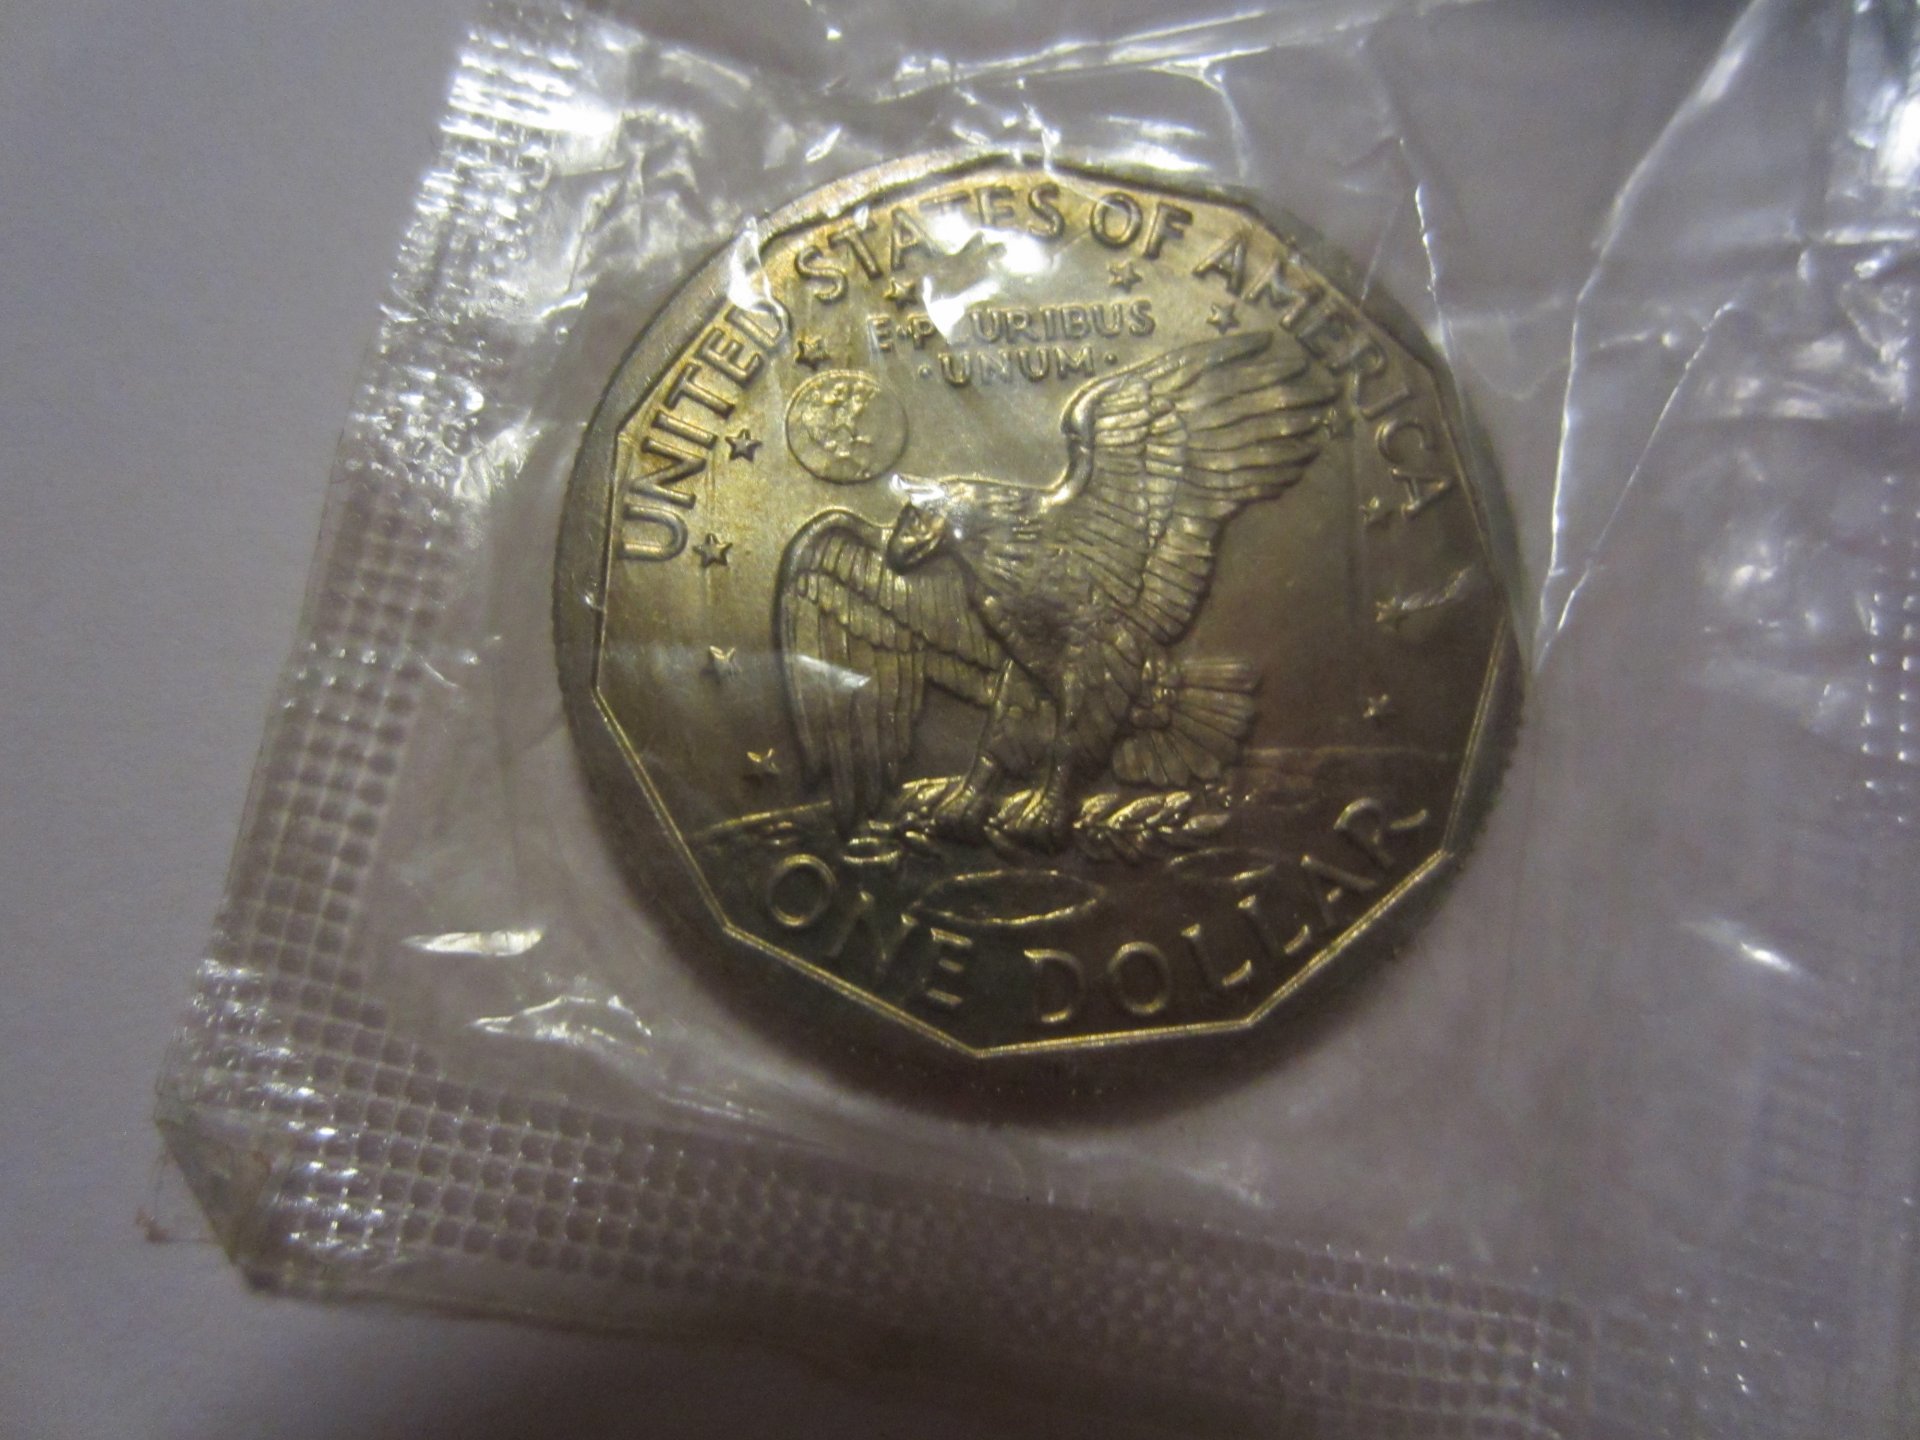 UNITED STATES OF AMERICA
E·PLURIBUS
·UNUM·
ONE DOLLAR